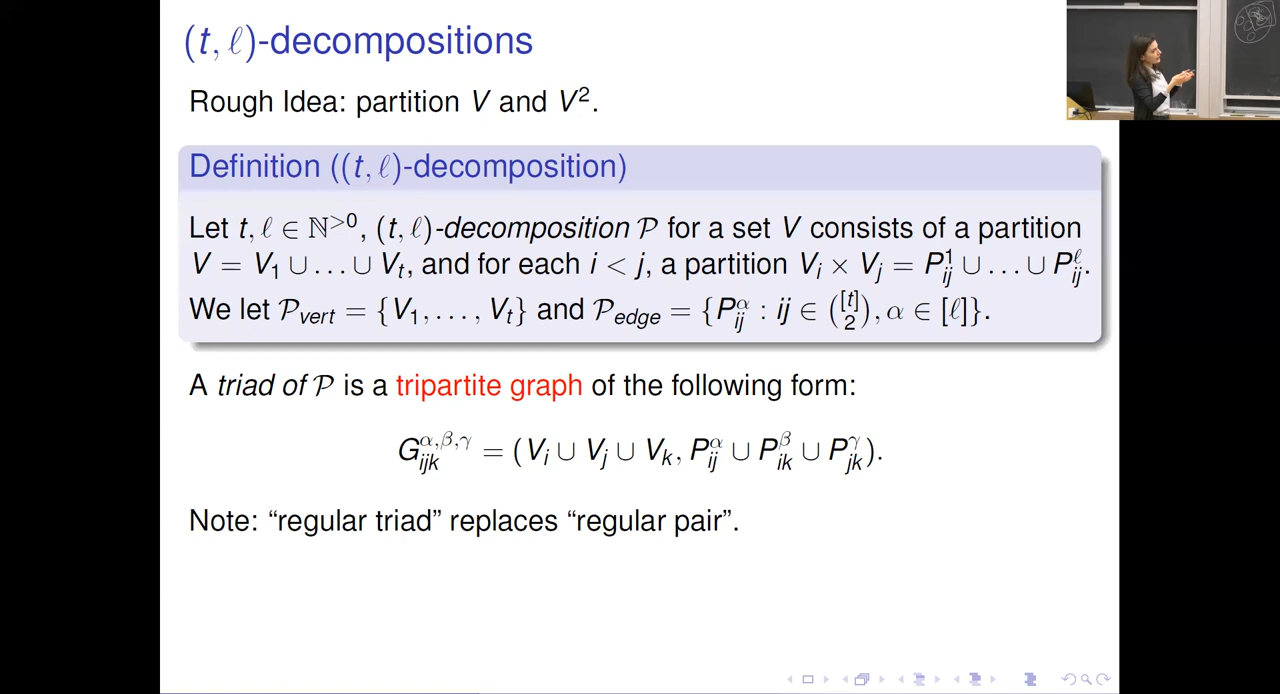 (t, ℓ)-decompositions
Rough Idea: partition V and V².
Definition ((t, ℓ)-decomposition)
Let t, ℓ ∈ ℕ^{>0}, (t, ℓ)-decomposition 𝒫 for a set V consists of a partition
V = V₁ ∪ … ∪ V_t, and for each i < j, a partition V_i × V_j = P_{ij}^1 ∪ … ∪ P_{ij}^ℓ.
We let 𝒫_{vert} = {V₁, …, V_t} and 𝒫_{edge} = {P_{ij}^α : ij ∈ \binom{[t]}{2}, α ∈ [ℓ]}.
A triad of 𝒫 is a tripartite graph of the following form:
G_{ijk}^{α,β,γ} = (V_i ∪ V_j ∪ V_k, P_{ij}^α ∪ P_{ik}^β ∪ P_{jk}^γ).
Note: “regular triad” replaces “regular pair”.